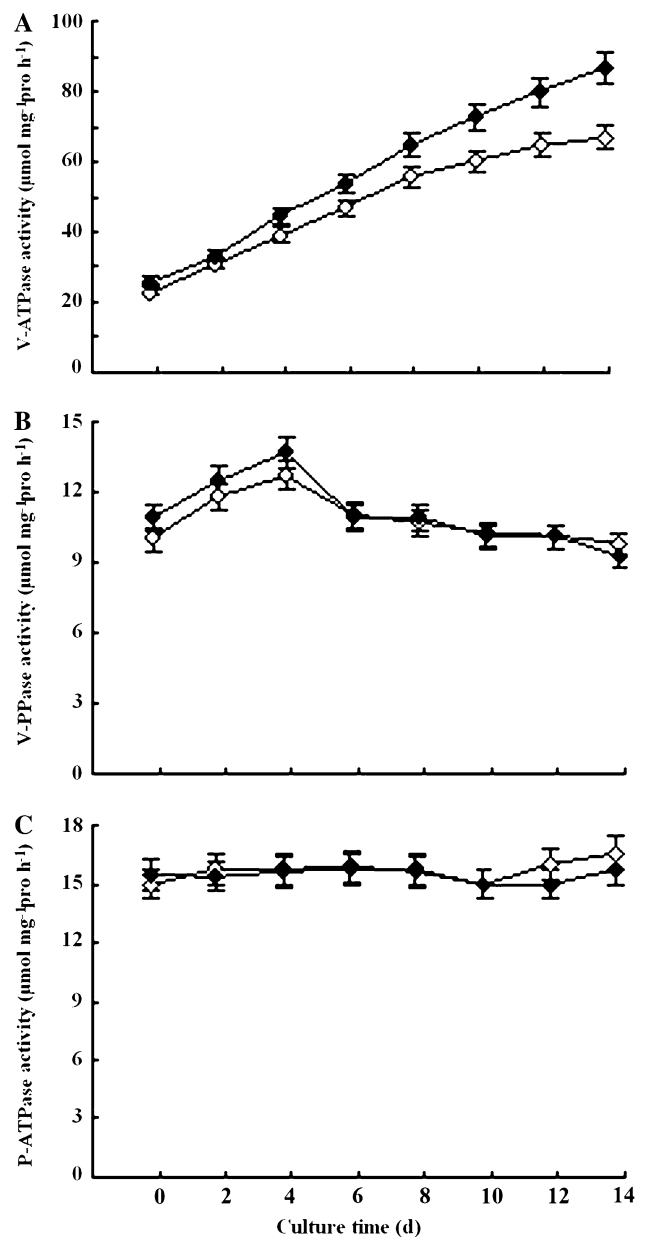 A
100
80
60
40
20
0
V-ATPase activity (μmol mg⁻¹pro h⁻¹)
B
15
12
9
6
3
0
V-PPase activity (μmol mg⁻¹pro h⁻¹)
C
18
15
12
9
6
3
0
P-ATPase activity (μmol mg⁻¹pro h⁻¹)
0 2 4 6 8 10 12 14
Culture time (d)